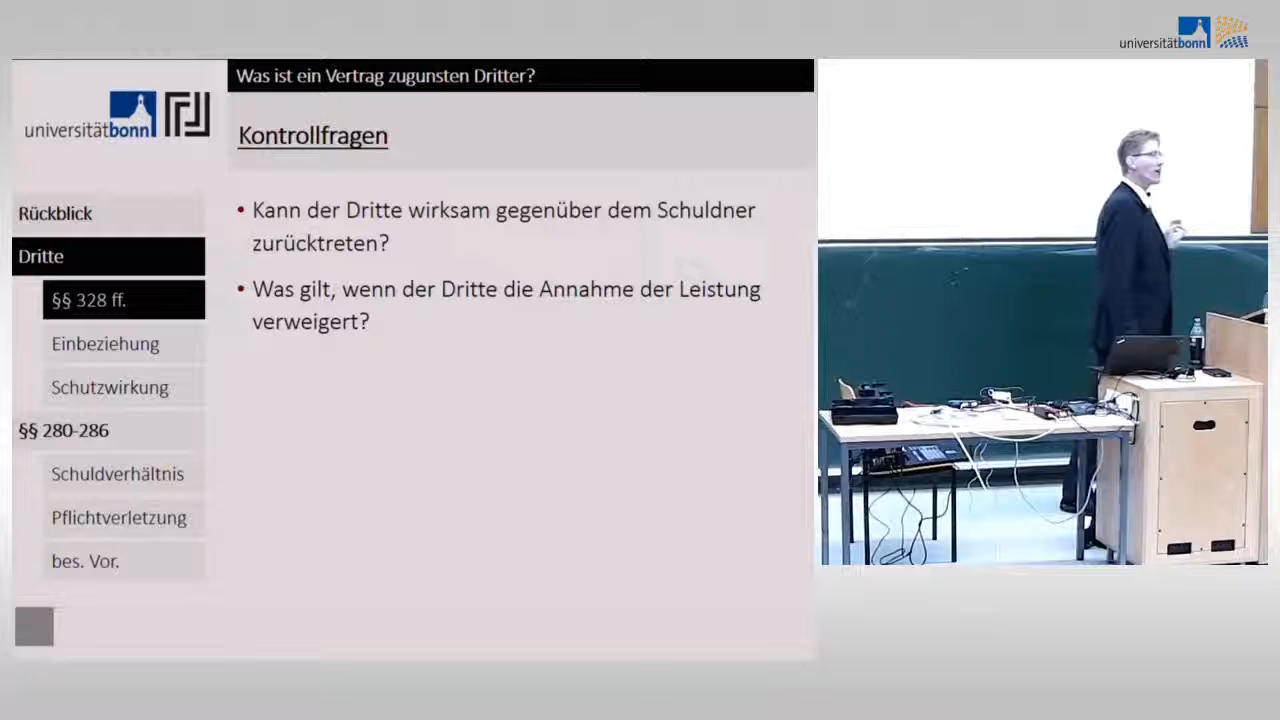 universitätbonn
Was ist ein Vertrag zugunsten Dritter?
universitätbonn
Kontrollfragen
Rückblick
Dritte
§§ 328 ff.
Einbeziehung
Schutzwirkung
§§ 280-286
Schuldverhältnis
Pflichtverletzung
bes. Vor.
• Kann der Dritte wirksam gegenüber dem Schuldner
zurücktreten?
• Was gilt, wenn der Dritte die Annahme der Leistung
verweigert?